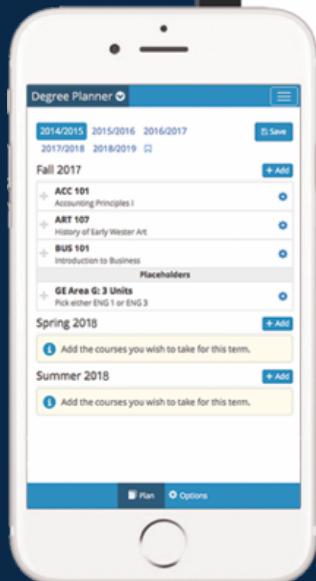 Degree Planner
2014/2015 2015/2016 2016/2017
Save
2017/2018 2018/2019
Fall 2017
+ Add
ACC 101
Accounting Principles I
ART 107
History of Early Wester Art
BUS 101
Introduction to Business
Placeholders
GE Area G: 3 Units
Pick either ENG 1 or ENG 3
Spring 2018
+ Add
Add the courses you wish to take for this term.
Summer 2018
+ Add
Add the courses you wish to take for this term.
Plan Options